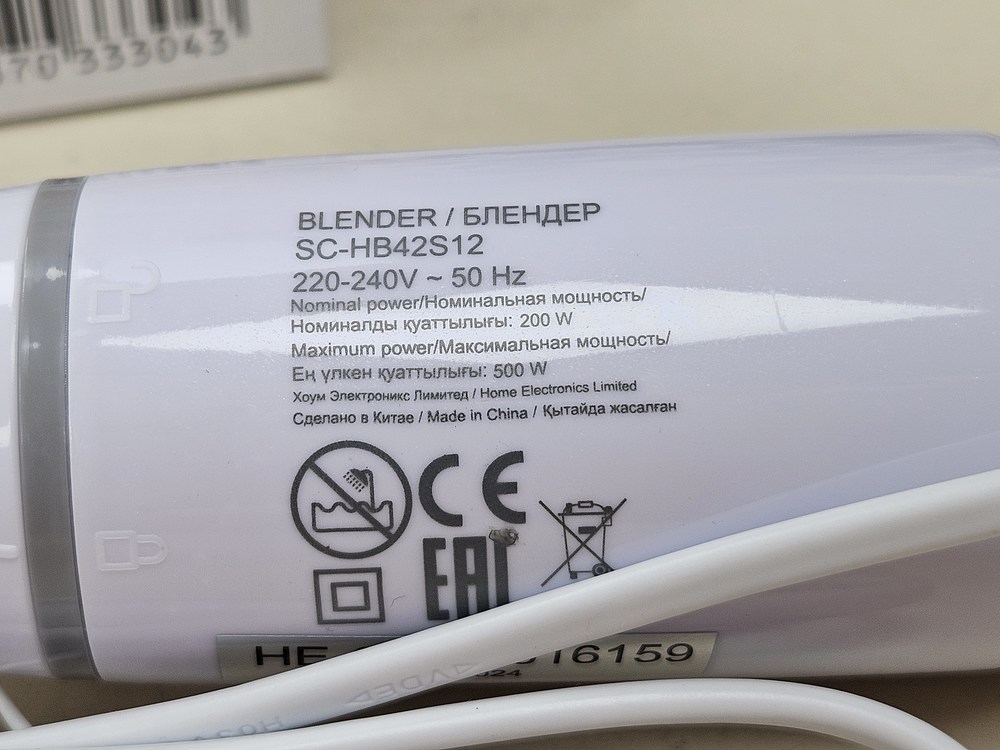 333043
BLENDER / БЛЕНДЕР
SC-HB42S12
220-240V ~ 50 Hz
Nominal power/Номинальная мощность/
Номиналды қуаттылығы: 200 W
Maximum power/Максимальная мощность/
Ең үлкен қуаттылығы: 500 W
Хоум Электроникс Лимитед / Home Electronics Limited
Сделано в Китае / Made in China / Қытайда жасалған
CE
EAC
HE 16159